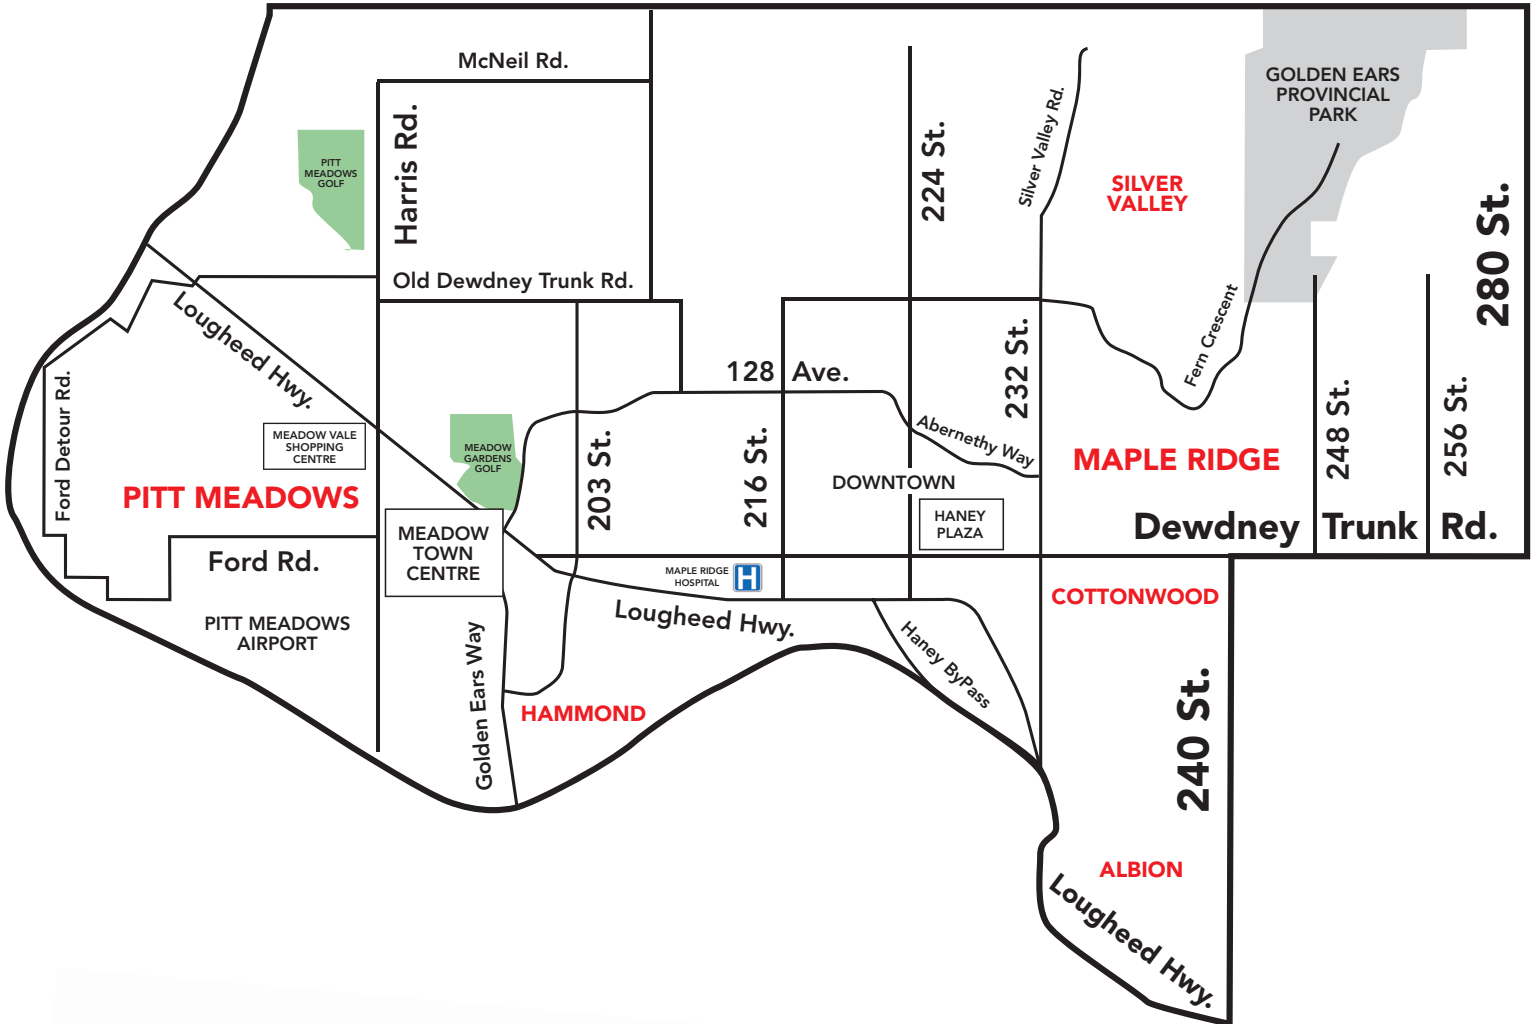 McNeil Rd.
Harris Rd.
PITT
MEADOWS
GOLF
Old Dewdney Trunk Rd.
224 St.
Silver Valley Rd.
SILVER
VALLEY
GOLDEN EARS
PROVINCIAL
PARK
280 St.
Lougheed Hwy.
Ford Detour Rd.
MEADOW VALE
SHOPPING
CENTRE
PITT MEADOWS
MEADOW
GARDENS
GOLF
203 St.
128 Ave.
216 St.
232 St.
Abernethy Way
Fern Crescent
248 St.
256 St.
DOWNTOWN
HANEY
PLAZA
MAPLE RIDGE
Dewdney Trunk Rd.
MEADOW
TOWN
CENTRE
Ford Rd.
PITT MEADOWS
AIRPORT
MAPLE RIDGE
HOSPITAL
H
Lougheed Hwy.
Golden Ears Way
HAMMOND
Haney ByPass
COTTONWOOD
240 St.
ALBION
Lougheed Hwy.